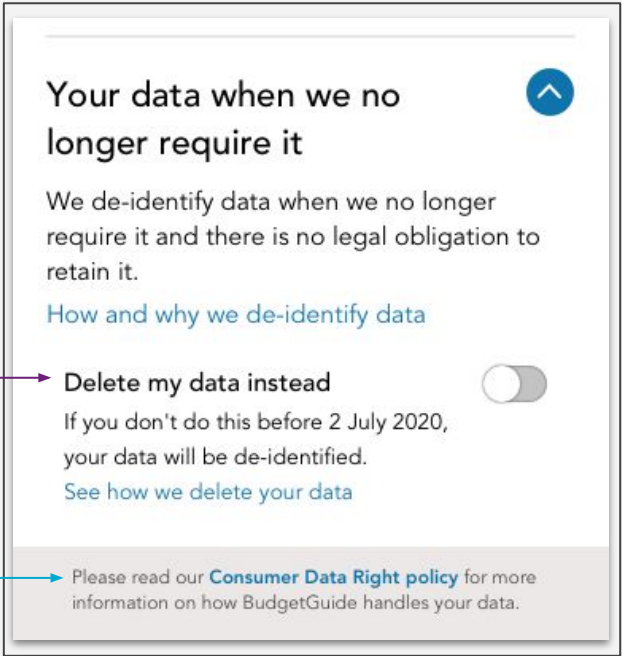 Your data when we no
longer require it
We de-identify data when we no longer
require it and there is no legal obligation to
retain it.
How and why we de-identify data
Delete my data instead
If you don't do this before 2 July 2020,
your data will be de-identified.
See how we delete your data
Please read our Consumer Data Right policy for more
information on how BudgetGuide handles your data.